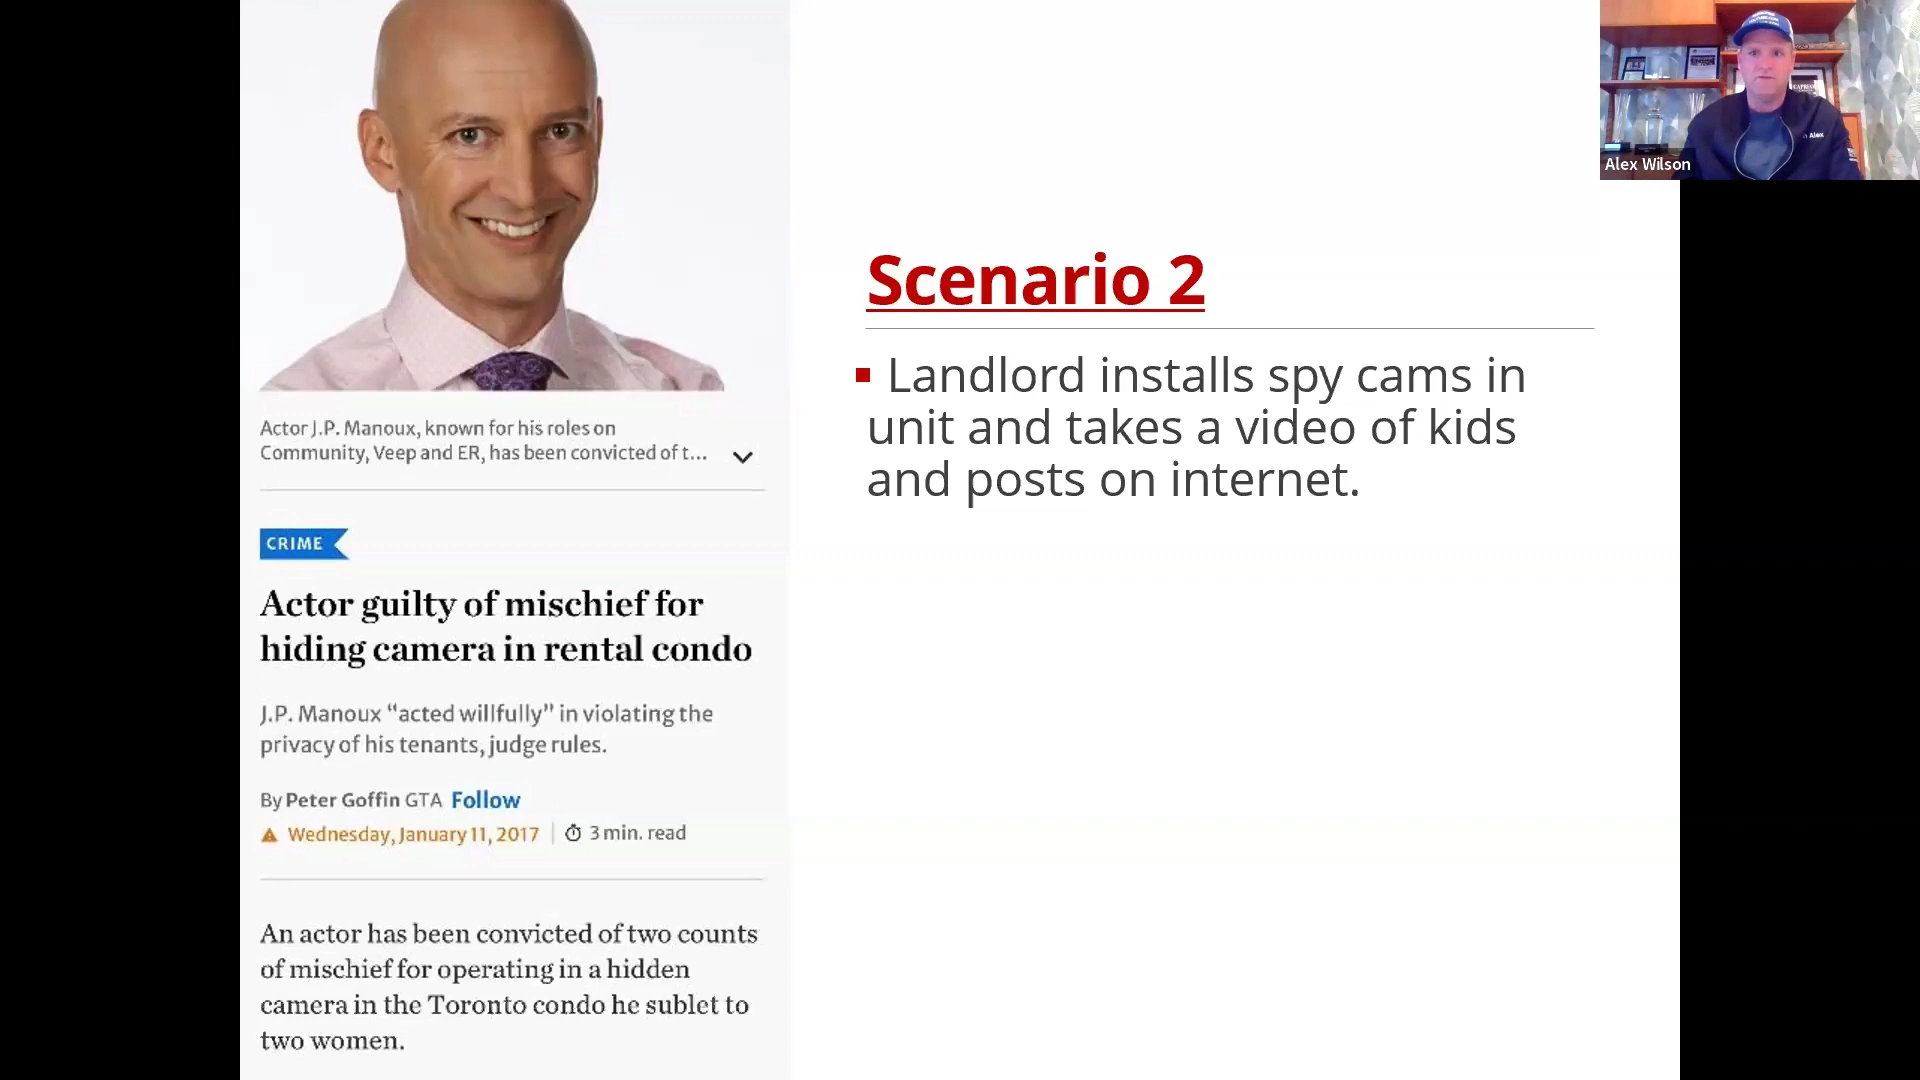 Actor J.P. Manoux, known for his roles on
Community, Veep and ER, has been convicted of t...
CRIME
Actor guilty of mischief for
hiding camera in rental condo
J.P. Manoux “acted willfully” in violating the
privacy of his tenants, judge rules.
By Peter Goffin GTA Follow
Wednesday, January 11, 2017 3 min. read
An actor has been convicted of two counts
of mischief for operating in a hidden
camera in the Toronto condo he sublet to
two women.
Scenario 2
Landlord installs spy cams in
unit and takes a video of kids
and posts on internet.
Alex
Alex Wilson